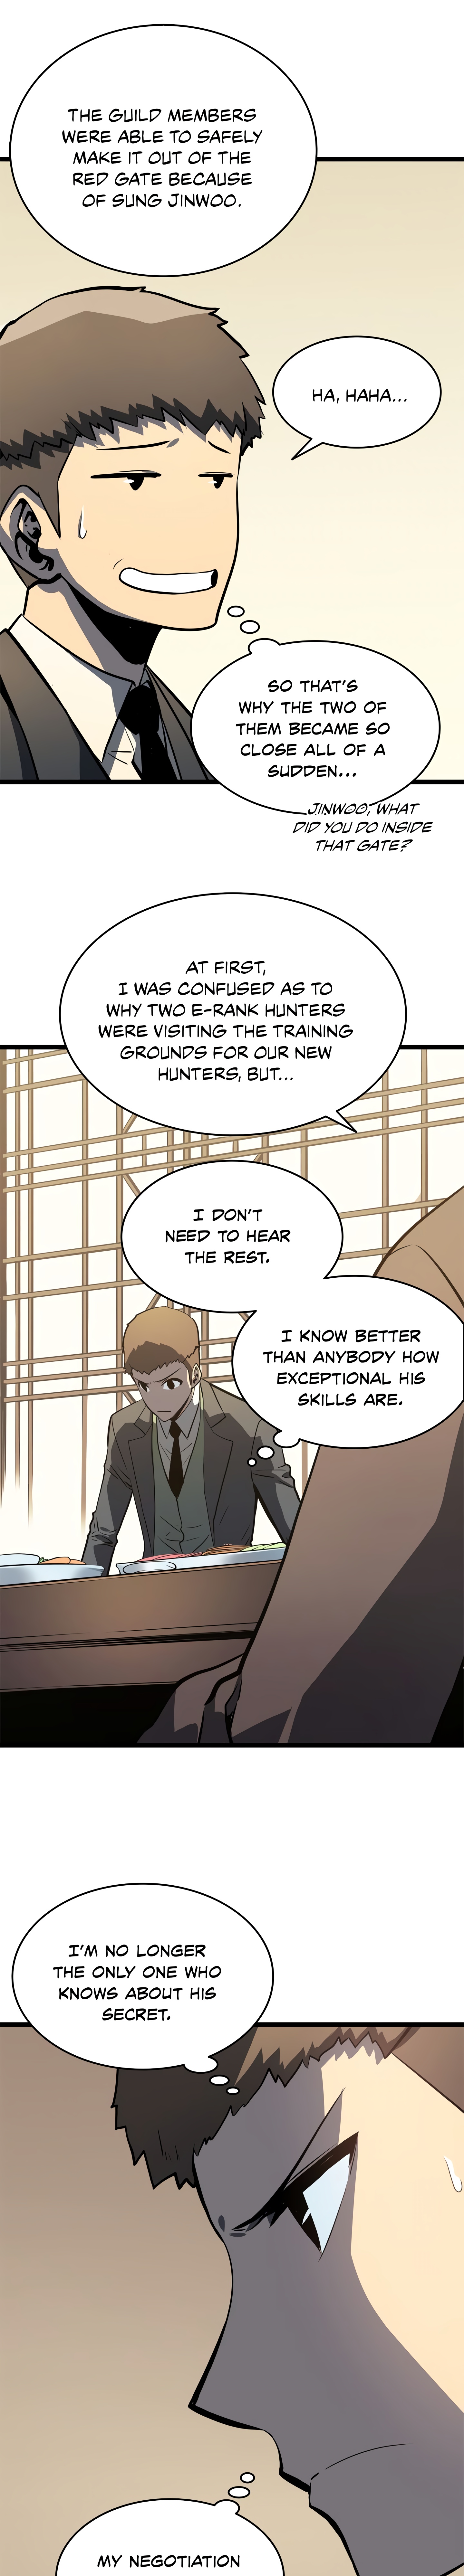 THE GUILD MEMBERS
WERE ABLE TO SAFELY
MAKE IT OUT OF THE
RED GATE BECAUSE
OF SUNG JINWOO.
HA, HAHA...
SO THAT'S
WHY THE TWO OF
THEM BECAME SO
CLOSE ALL OF A
SUDDEN...
JINWOO, WHAT
DID YOU DO INSIDE
THAT GATE?
AT FIRST,
I WAS CONFUSED AS TO
WHY TWO E-RANK HUNTERS
WERE VISITING THE TRAINING
GROUNDS FOR OUR NEW
HUNTERS, BUT...
I DON'T
NEED TO HEAR
THE REST.
I KNOW BETTER
THAN ANYBODY HOW
EXCEPTIONAL HIS
SKILLS ARE.
I'M NO LONGER
THE ONLY ONE WHO
KNOWS ABOUT HIS
SECRET.
MY NEGOTIATION